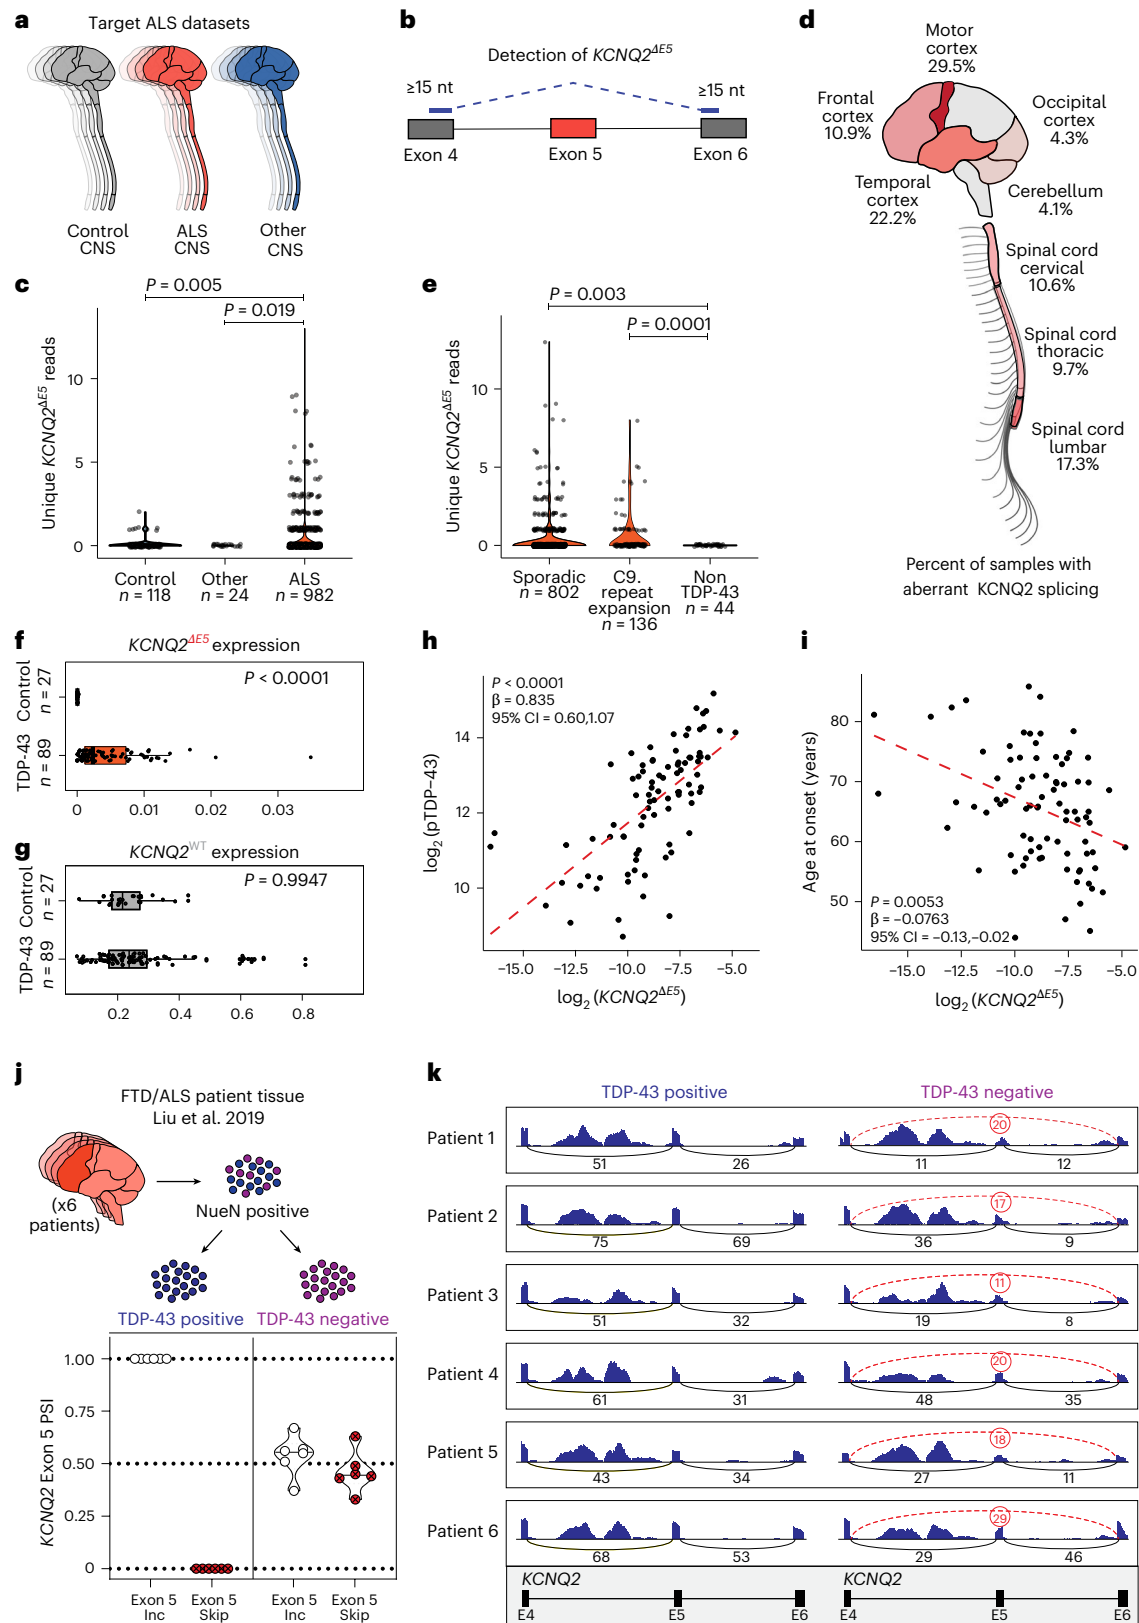 a
Target ALS datasets
Control
CNS
ALS
CNS
Other
CNS
b
Detection of KCNQ2ΔE5
≥15 nt
≥15 nt
Exon 4
Exon 5
Exon 6
c
P = 0.005
P = 0.019
Unique KCNQ2ΔE5 reads
10
5
0
Control
n = 118
Other
n = 24
ALS
n = 982
d
Motor
cortex
29.5%
Frontal
cortex
10.9%
Occipital
cortex
4.3%
Temporal
cortex
22.2%
Cerebellum
4.1%
Spinal cord
cervical
10.6%
Spinal cord
thoracic
9.7%
Spinal cord
lumbar
17.3%
Percent of samples with
aberrant KCNQ2 splicing
e
P = 0.003
P = 0.0001
Unique KCNQ2ΔE5 reads
10
5
0
Sporadic
n = 802
C9.
repeat
expansion
n = 136
Non
TDP-43
n = 44
f
KCNQ2ΔE5 expression
P < 0.0001
Control
n = 27
TDP-43
n = 89
0 0.01 0.02 0.03
g
KCNQ2WT expression
P = 0.9947
Control
n = 27
TDP-43
n = 89
0.2 0.4 0.6 0.8
h
P < 0.0001
β = 0.835
95% CI = 0.60,1.07
log2 (pTDP−43)
14
12
10
−15.0 −12.5 −10.0 −7.5 −5.0
log2 (KCNQ2ΔE5)
i
Age at onset (years)
80
70
60
50
P = 0.0053
β = −0.0763
95% CI = −0.13,−0.02
−15.0 −12.5 −10.0 −7.5 −5.0
log2 (KCNQ2ΔE5)
j
FTD/ALS patient tissue
Liu et al. 2019
(x6
patients)
NueN positive
TDP-43 positive TDP-43 negative
KCNQ2 Exon 5 PSI
1.00
0.75
0.50
0.25
0
Exon 5
Inc
Exon 5
Skip
Exon 5
Inc
Exon 5
Skip
k
TDP-43 positive TDP-43 negative
Patient 1
51 26 20 11 12
Patient 2
75 69 17 36 9
Patient 3
51 32 11 19 8
Patient 4
61 31 20 48 35
Patient 5
43 34 18 27 11
Patient 6
68 53 29 29 46
KCNQ2 KCNQ2
E4 E5 E6 E4 E5 E6